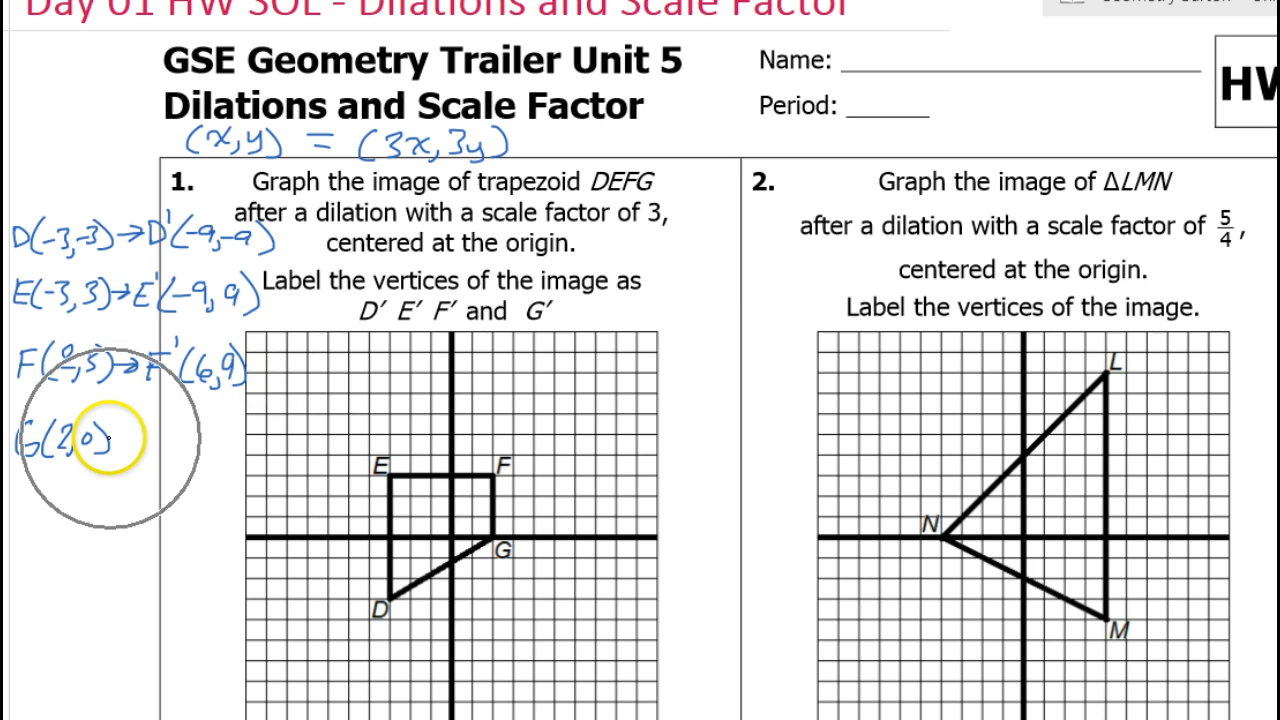 Day 01 HW SOL - Dilations and Scale Factor
GSE Geometry Trailer Unit 5
Dilations and Scale Factor
Name:
Period:
HW
(x,y) = (3x,3y)
1. Graph the image of trapezoid DEFG
after a dilation with a scale factor of 3,
centered at the origin.
Label the vertices of the image as
D′ E′ F′ and G′
D(-3,-3)→D'(-9,-9)
E(-3,3)→E'(-9,9)
F( ,3)→F'(6,9)
G(2,0)
E F
G
D
2. Graph the image of ΔLMN
after a dilation with a scale factor of 5/4,
centered at the origin.
Label the vertices of the image.
L
N
M